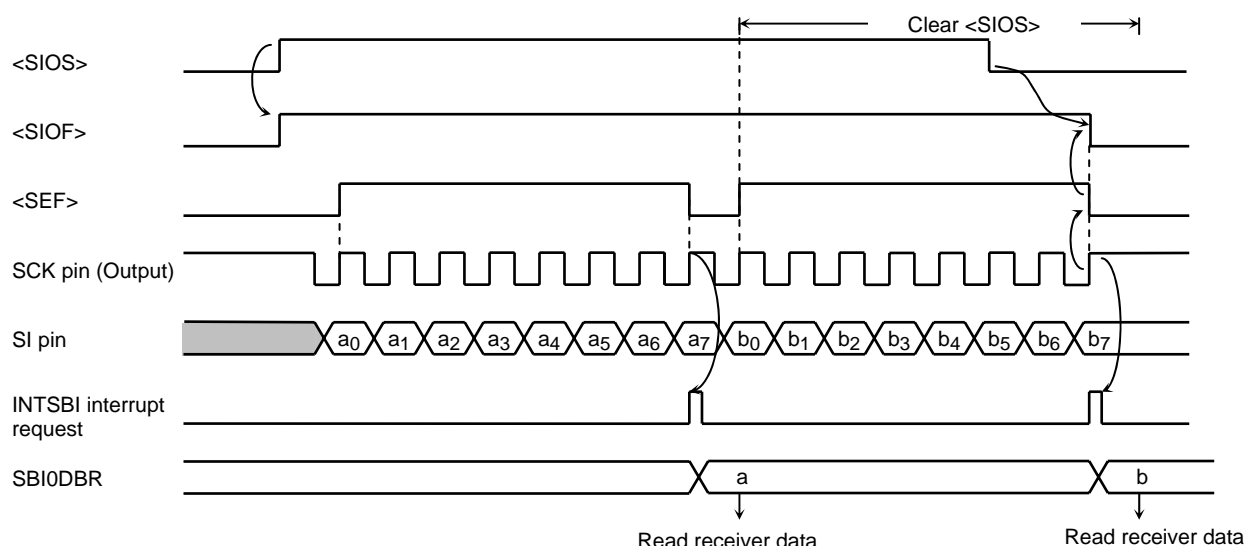 Clear <SIOS>
<SIOS>
<SIOF>
<SEF>
SCK pin (Output)
SI pin
a0 a1 a2 a3 a4 a5 a6 a7 b0 b1 b2 b3 b4 b5 b6 b7
INTSBI interrupt
request
SBI0DBR
a b
Read receiver data Read receiver data